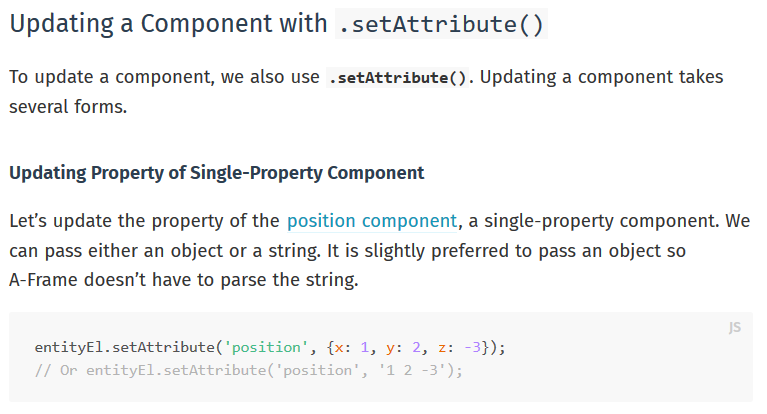 Updating a Component with .setAttribute()
To update a component, we also use .setAttribute(). Updating a component takes
several forms.
Updating Property of Single-Property Component
Let’s update the property of the position component, a single-property component. We
can pass either an object or a string. It is slightly preferred to pass an object so
A-Frame doesn’t have to parse the string.
JS
entityEl.setAttribute('position', {x: 1, y: 2, z: -3});
// Or entityEl.setAttribute('position', '1 2 -3');